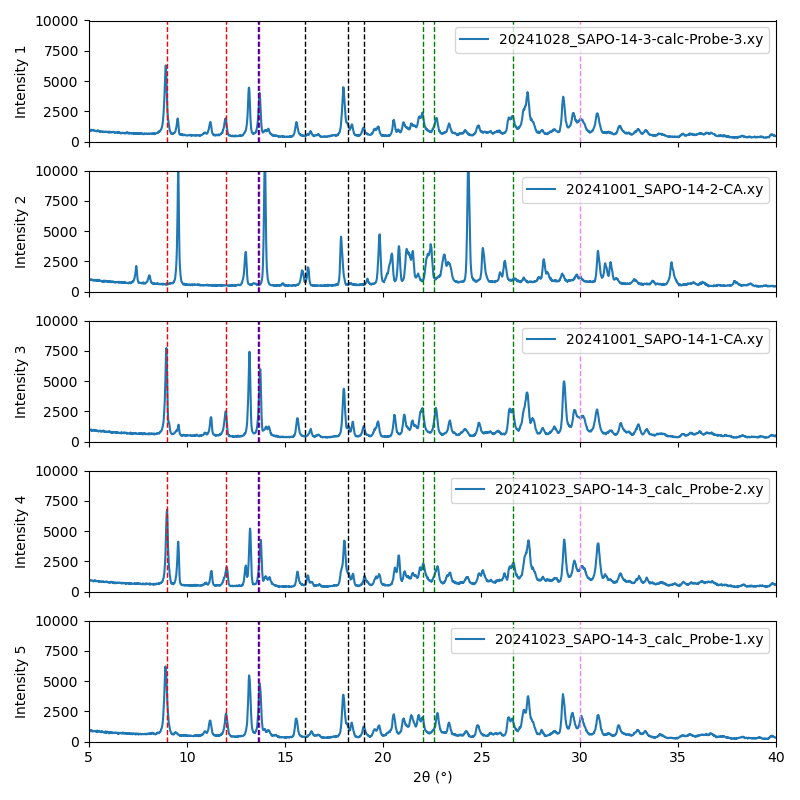 10000
7500
5000
2500
0
Intensity 1
20241028_SAPO-14-3-calc-Probe-3.xy
10000
7500
5000
2500
0
Intensity 2
20241001_SAPO-14-2-CA.xy
10000
7500
5000
2500
0
Intensity 3
20241001_SAPO-14-1-CA.xy
10000
7500
5000
2500
0
Intensity 4
20241023_SAPO-14-3_calc_Probe-2.xy
10000
7500
5000
2500
0
Intensity 5
20241023_SAPO-14-3_calc_Probe-1.xy
5 10 15 20 25 30 35 40
2θ (°)